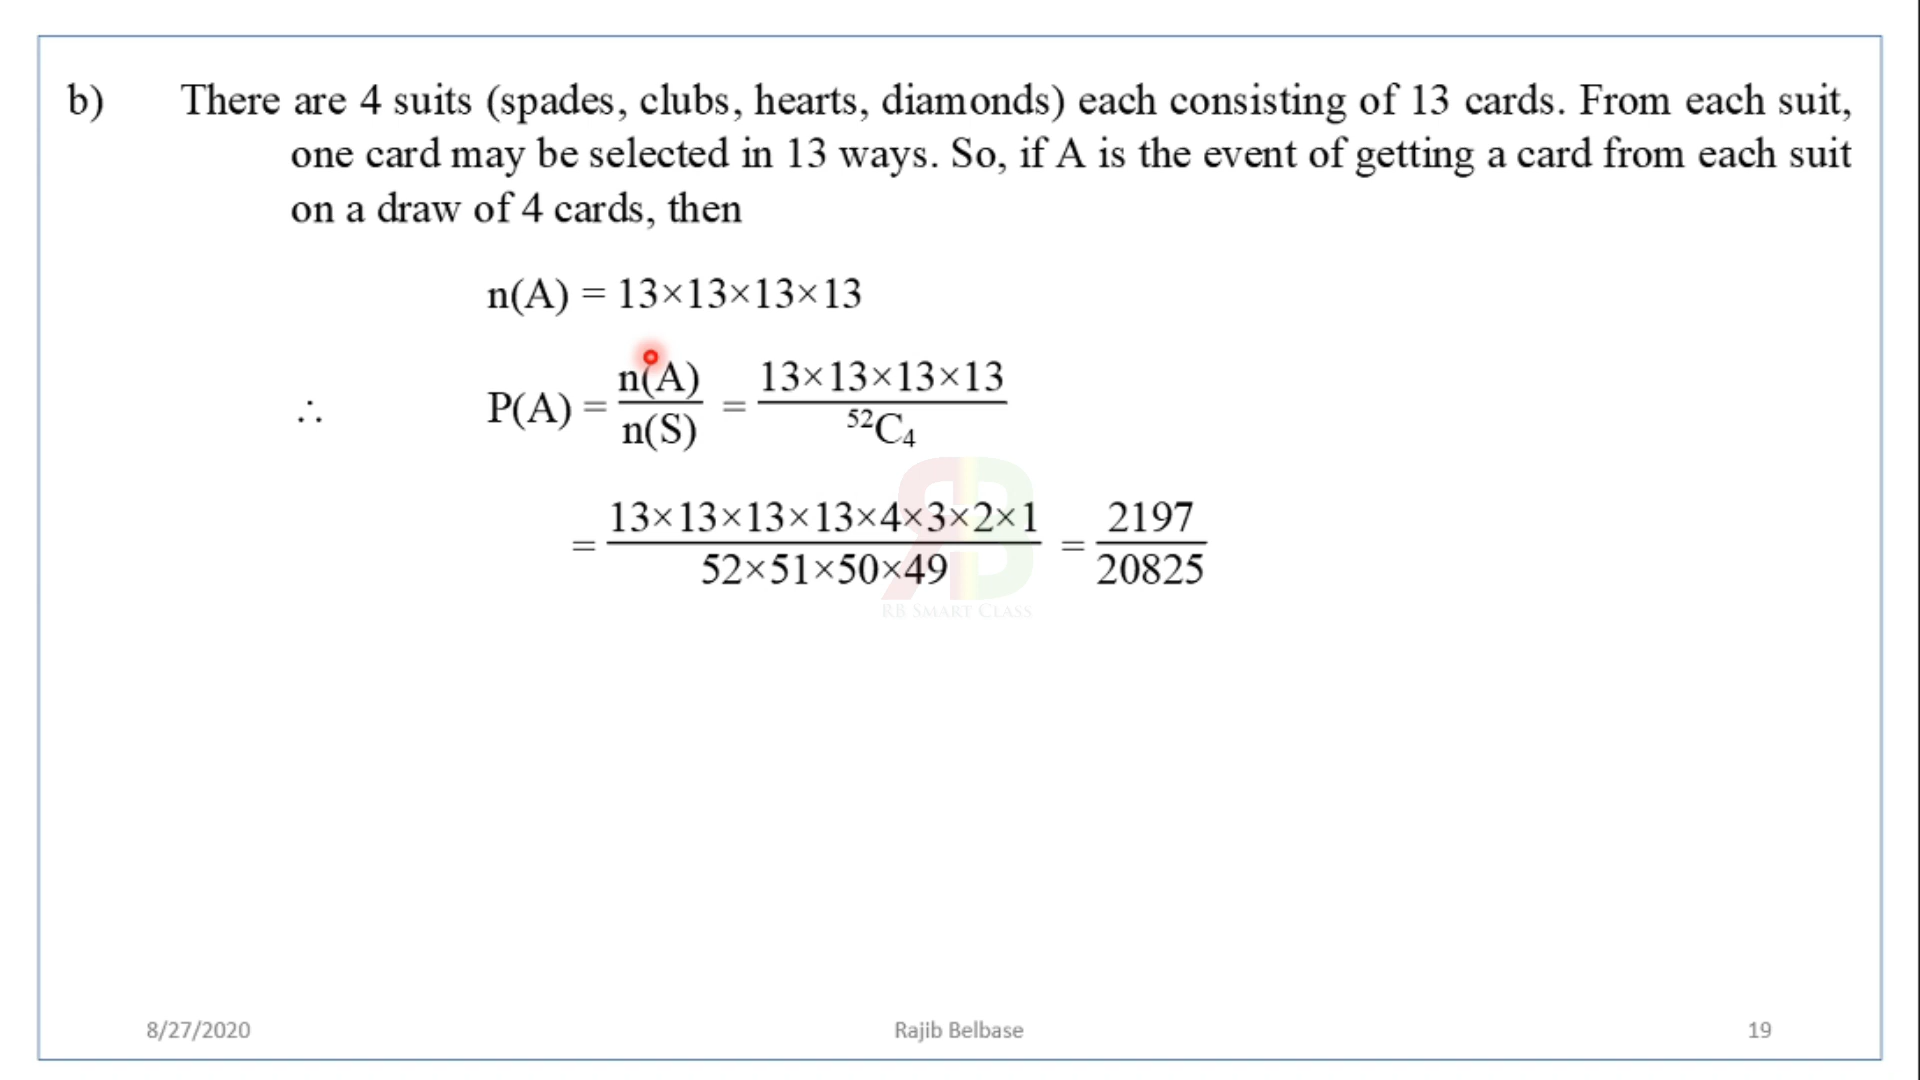 b) There are 4 suits (spades, clubs, hearts, diamonds) each consisting of 13 cards. From each suit,
one card may be selected in 13 ways. So, if A is the event of getting a card from each suit
on a draw of 4 cards, then
n(A) = 13×13×13×13
∴ P(A) = n(A)/n(S) = 13×13×13×13/⁵²C₄
= 13×13×13×13×4×3×2×1/52×51×50×49 = 2197/20825
RB SMART CLASS
8/27/2020 Rajib Belbase 19